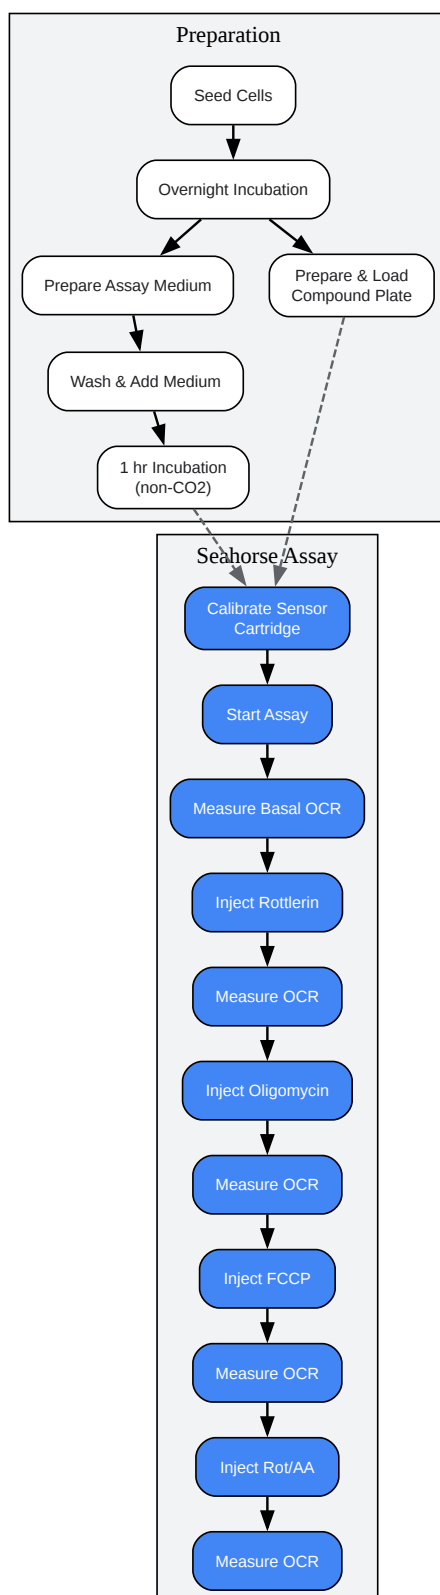 Preparation
Seed Cells
Overnight Incubation
Prepare Assay Medium
Prepare & Load
Compound Plate
Wash & Add Medium
1 hr Incubation
(non-CO2)
Seahorse Assay
Calibrate Sensor
Cartridge
Start Assay
Measure Basal OCR
Inject Rottlerin
Measure OCR
Inject Oligomycin
Measure OCR
Inject FCCP
Measure OCR
Inject Rot/AA
Measure OCR